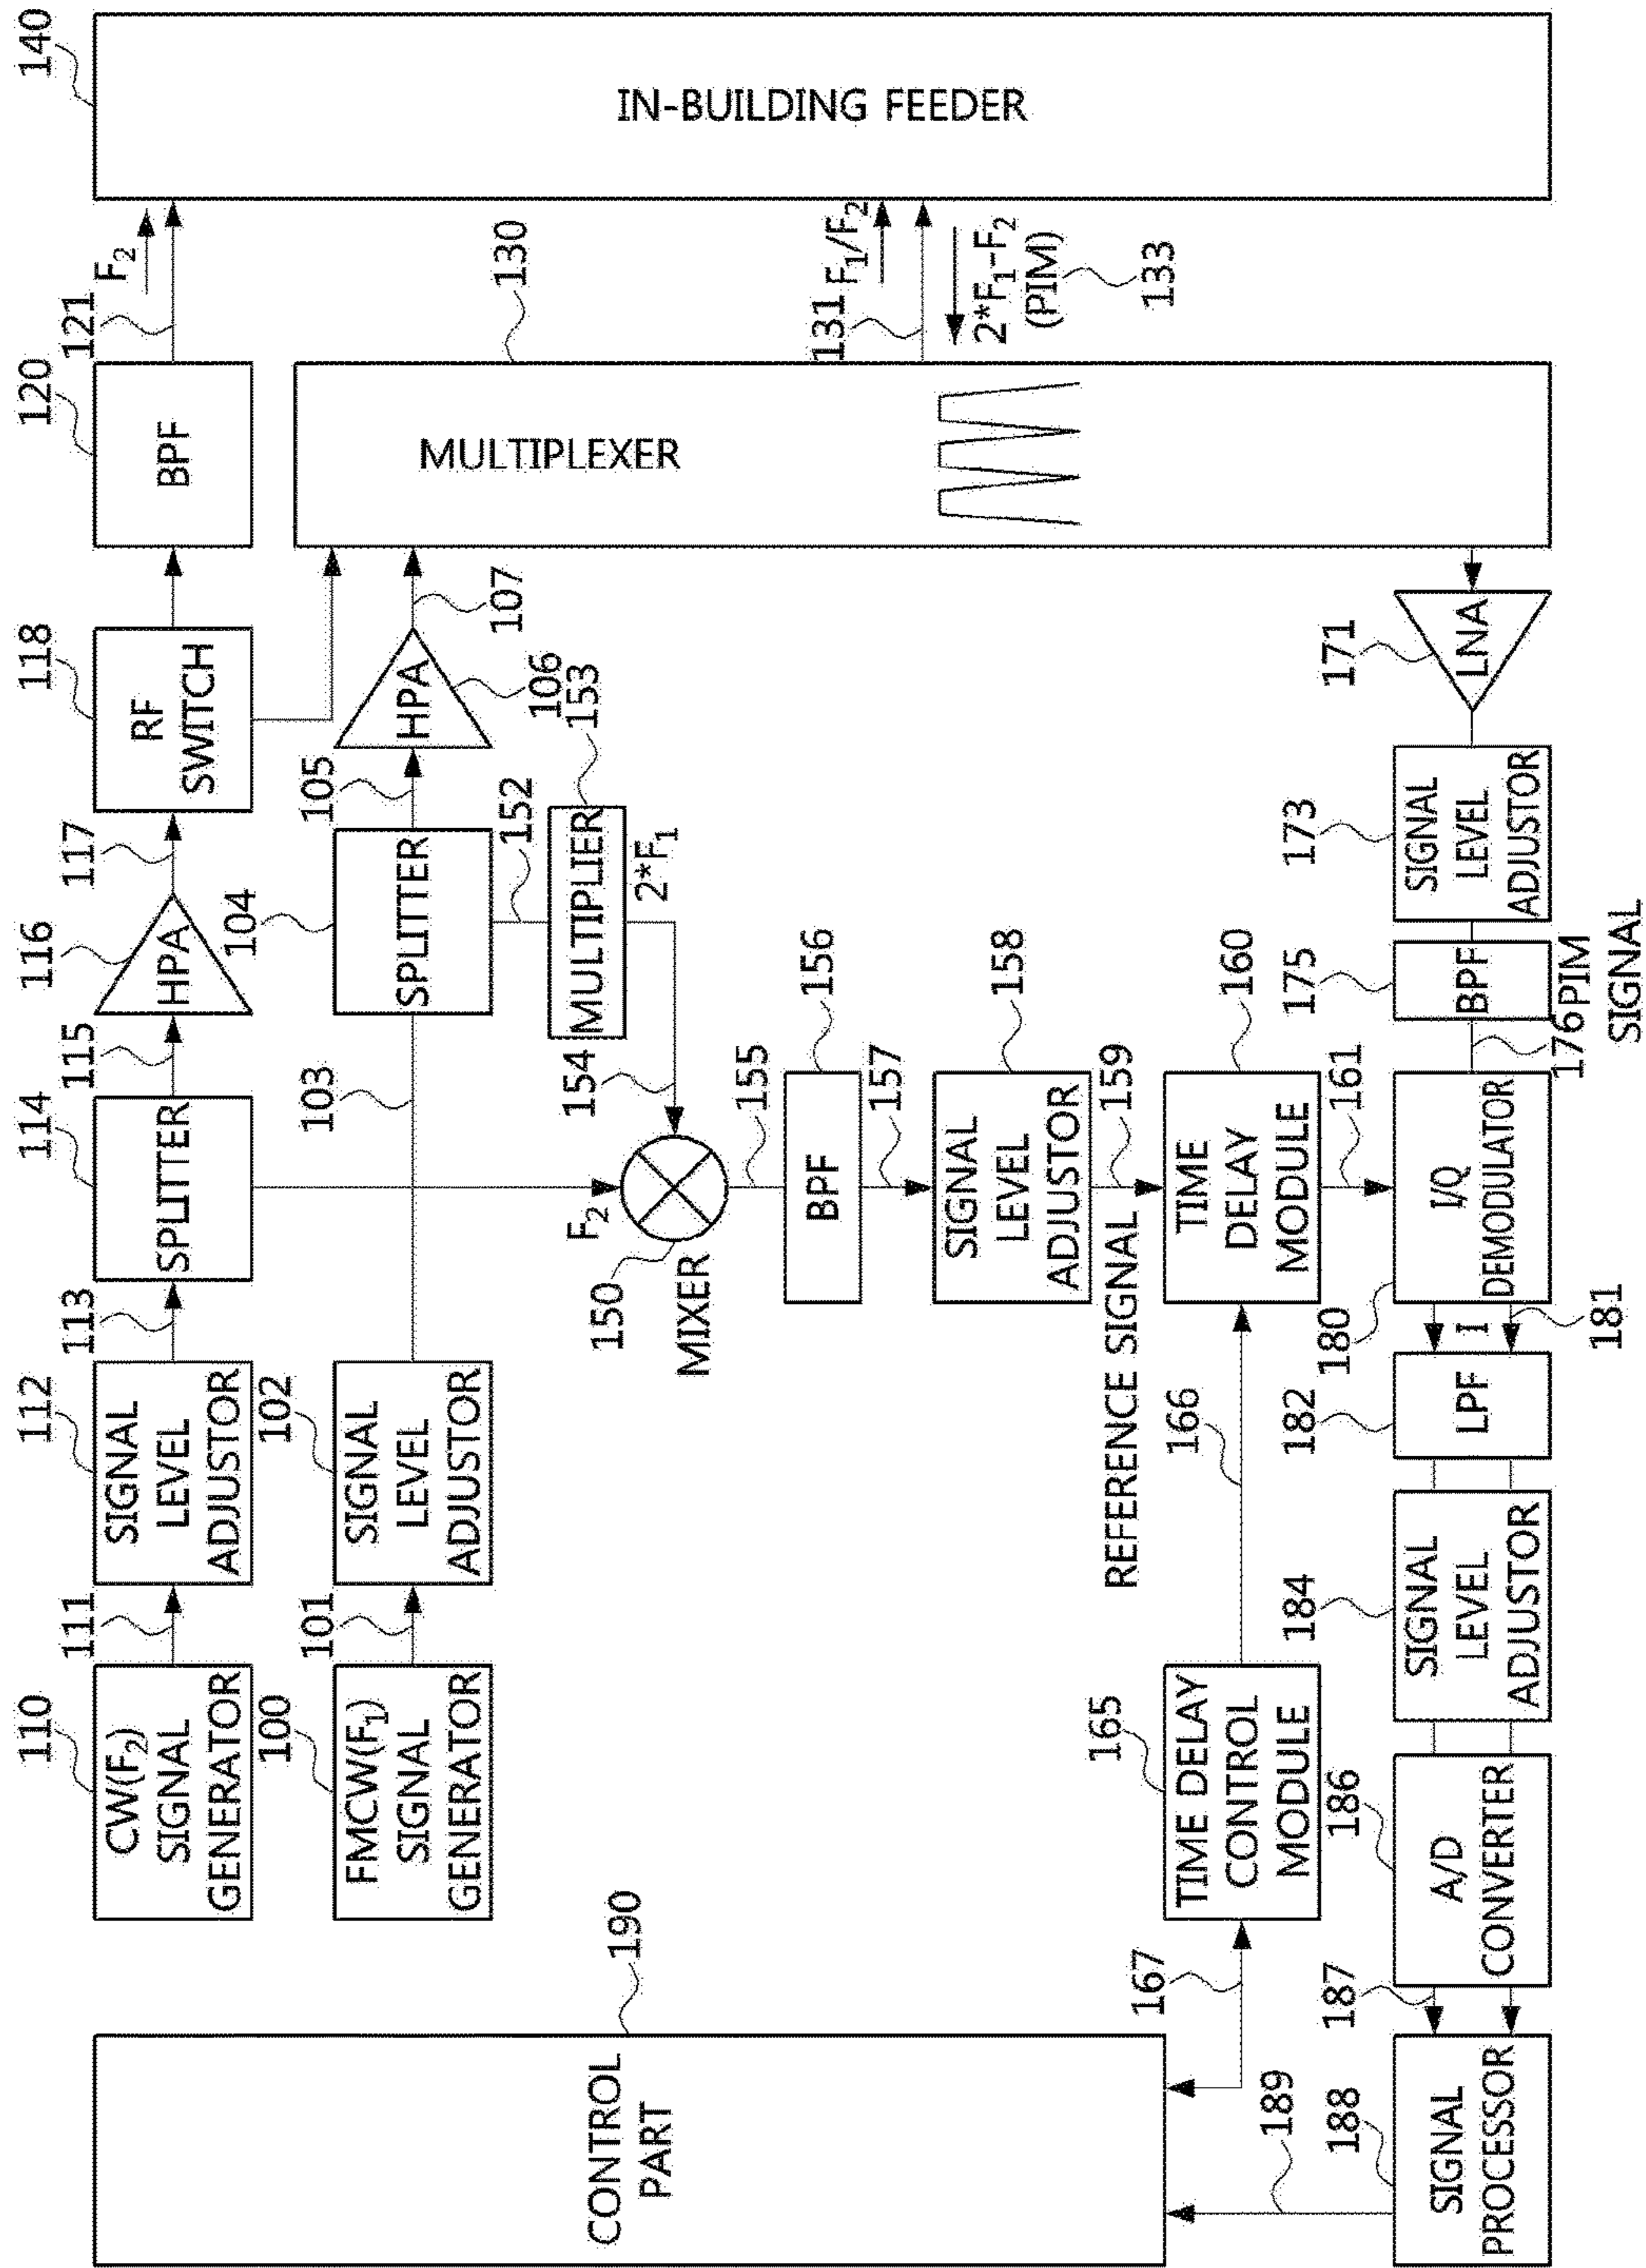 110
CW(F₂)
SIGNAL
GENERATOR
111
112
SIGNAL
LEVEL
ADJUSTOR
113
114
SPLITTER
115
116
HPA
117
118
RF
SWITCH
120
BPF
121
F₂
140
IN-BUILDING FEEDER
100
FMCW(F₁)
SIGNAL
GENERATOR
101
102
SIGNAL
LEVEL
ADJUSTOR
103
104
SPLITTER
105
HPA
106
107
130
MULTIPLEXER
131
F₁/F₂
2*F₁-F₂
(PIM)
133
152
153
MULTIPLIER
2*F₁
154
F₂
150
MIXER
155
BPF
156
157
SIGNAL
LEVEL
ADJUSTOR
158
159
REFERENCE SIGNAL
190
CONTROL
PART
167
165
TIME DELAY
CONTROL
MODULE
166
TIME
DELAY
MODULE
160
161
189
188
SIGNAL
PROCESSOR
187
186
A/D
CONVERTER
184
SIGNAL
LEVEL
ADJUSTOR
182
LPF
I
181
180
I/Q
DEMODULATOR
176
PIM
SIGNAL
175
BPF
173
SIGNAL
LEVEL
ADJUSTOR
171
LNA